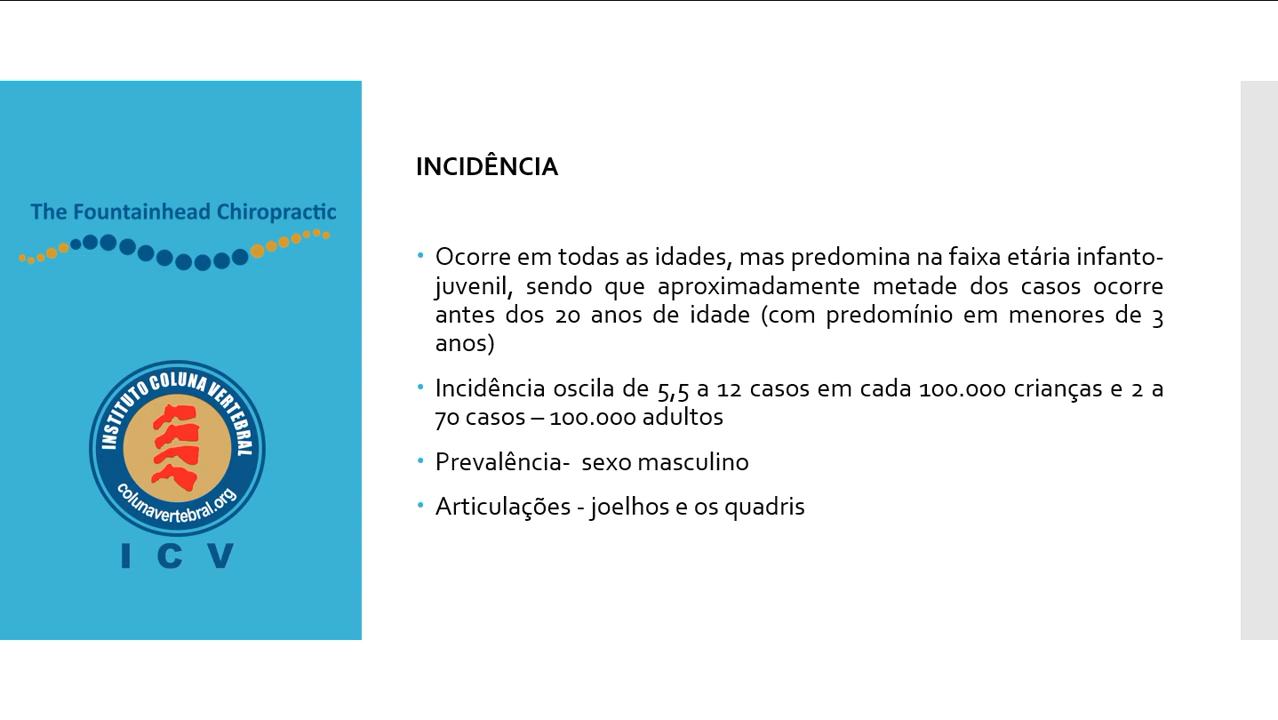 The Fountainhead Chiropractic
INSTITUTO COLUNA VERTEBRAL
colunavertebral.org
I C V
INCIDÊNCIA
• Ocorre em todas as idades, mas predomina na faixa etária infanto-
juvenil, sendo que aproximadamente metade dos casos ocorre
antes dos 20 anos de idade (com predomínio em menores de 3
anos)
• Incidência oscila de 5,5 a 12 casos em cada 100.000 crianças e 2 a
70 casos – 100.000 adultos
• Prevalência- sexo masculino
• Articulações - joelhos e os quadris